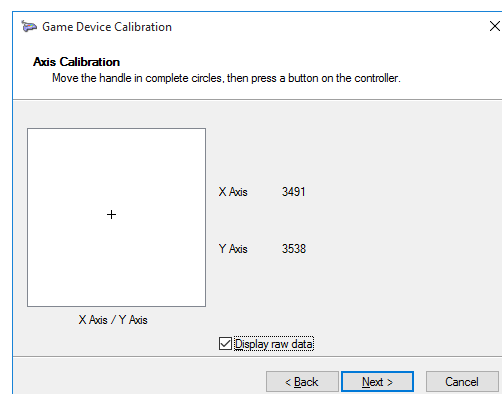 Game Device Calibration
Axis Calibration
Move the handle in complete circles, then press a button on the controller.
X Axis 3491
Y Axis 3538
X Axis / Y Axis
Display raw data
< Back Next > Cancel